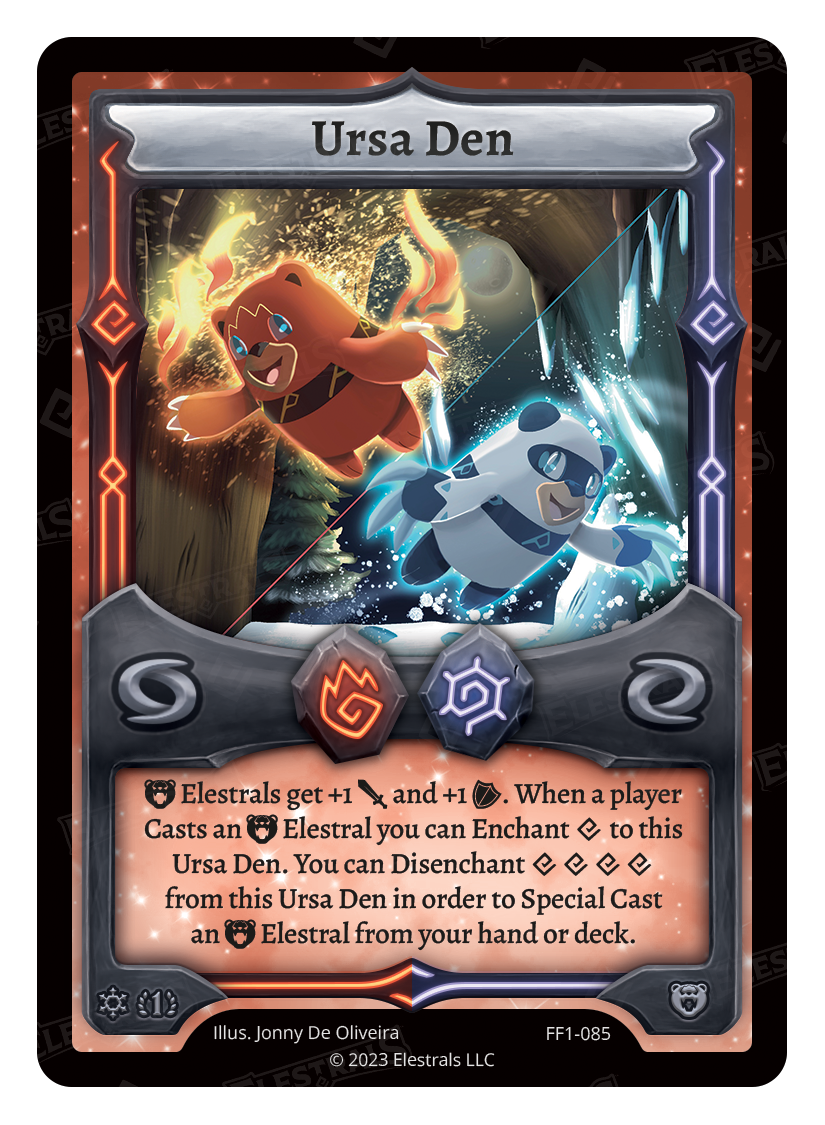 Ursa Den
Elestrals get +1 and +1 . When a player
Casts an Elestral you can Enchant to this
Ursa Den. You can Disenchant
from this Ursa Den in order to Special Cast
an Elestral from your hand or deck.
1
Illus. Jonny De Oliveira
FF1-085
© 2023 Elestrals LLC